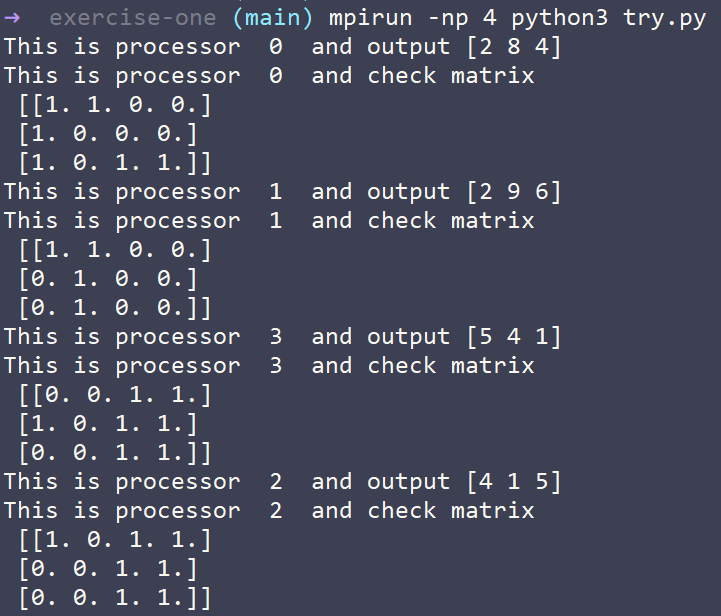 →  exercise-one (main) mpirun -np 4 python3 try.py
This is processor  0  and output [2 8 4]
This is processor  0  and check matrix
 [[1. 1. 0. 0.]
 [1. 0. 0. 0.]
 [1. 0. 1. 1.]]
This is processor  1  and output [2 9 6]
This is processor  1  and check matrix
 [[1. 1. 0. 0.]
 [0. 1. 0. 0.]
 [0. 1. 0. 0.]]
This is processor  3  and output [5 4 1]
This is processor  3  and check matrix
 [[0. 0. 1. 1.]
 [1. 0. 1. 1.]
 [0. 0. 1. 1.]]
This is processor  2  and output [4 1 5]
This is processor  2  and check matrix
 [[1. 0. 1. 1.]
 [0. 0. 1. 1.]
 [0. 0. 1. 1.]]